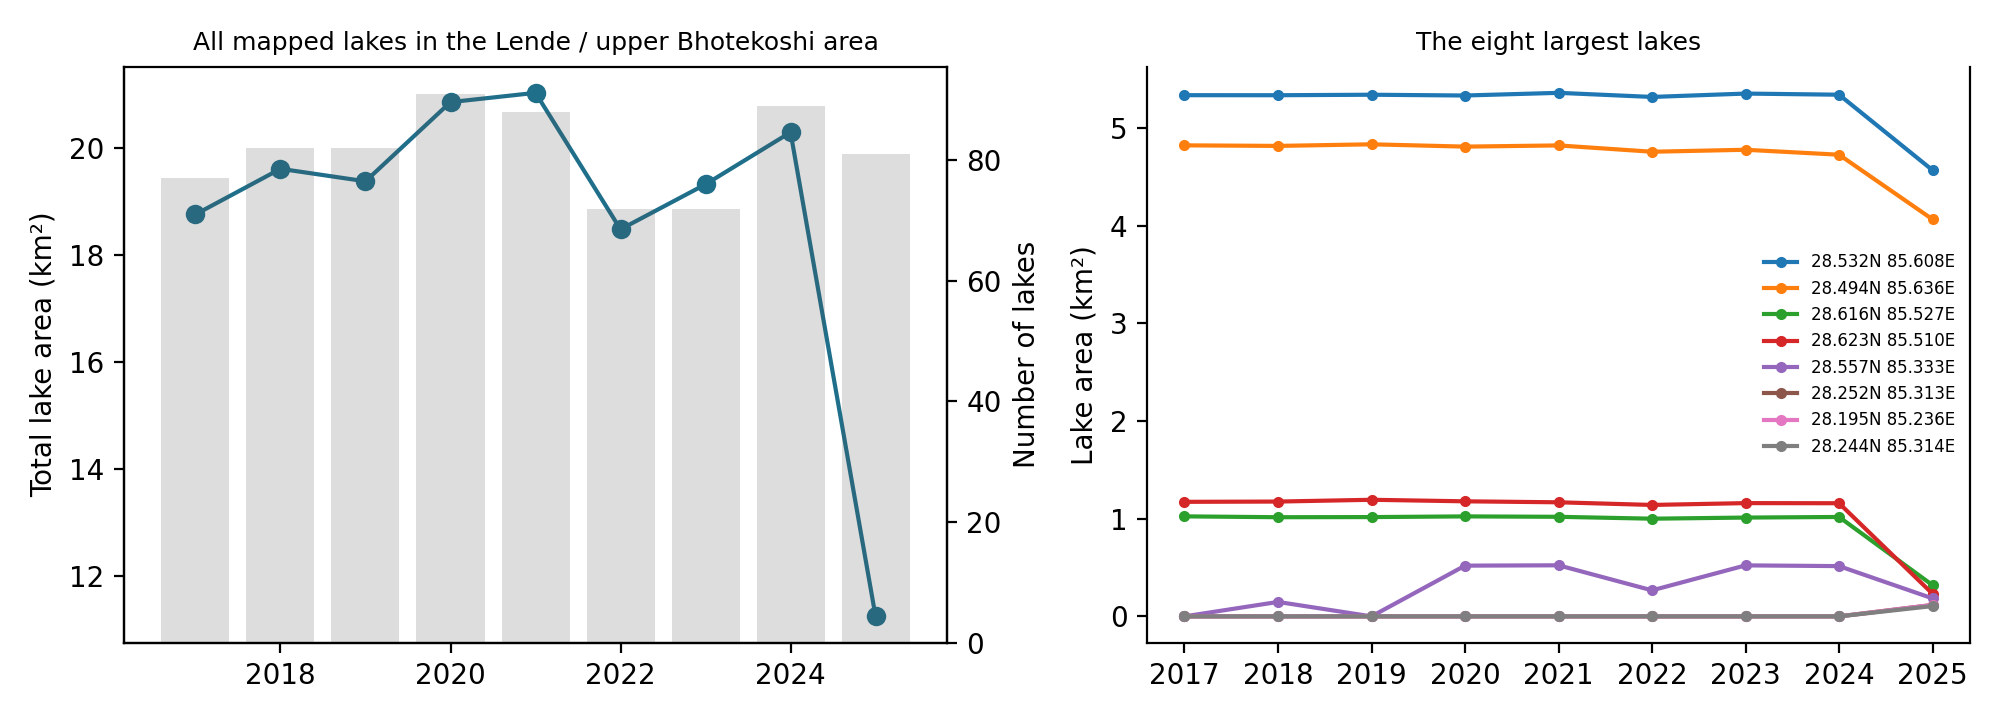 All mapped lakes in the Lende / upper Bhotekoshi area
Total lake area (km²)
20
18
16
14
12
2018
2020
2022
2024
80
60
40
20
0
Number of lakes
The eight largest lakes
Lake area (km²)
5
4
3
2
1
0
28.532N 85.608E
28.494N 85.636E
28.616N 85.527E
28.623N 85.510E
28.557N 85.333E
28.252N 85.313E
28.195N 85.236E
28.244N 85.314E
2017
2018
2019
2020
2021
2022
2023
2024
2025